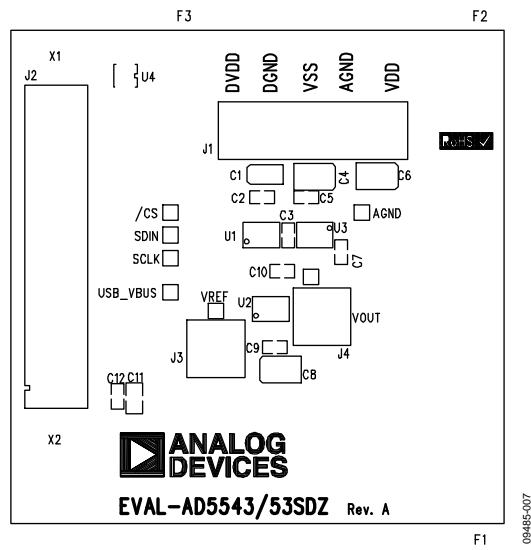 F3
F2
X1
J2
U4
DVDD
DGND
VSS
AGND
VDD
J1
RoHS ✓
C1
C4
C6
C2
C5
/CS
AGND
SDIN
C3
U1
U3
SCLK
C7
C10
USB_VBUS
VREF
U2
VOUT
J3
C9
J4
C8
C12
C11
X2
ANALOG
DEVICES
EVAL-AD5543/53SDZ Rev. A
F1
09485-007